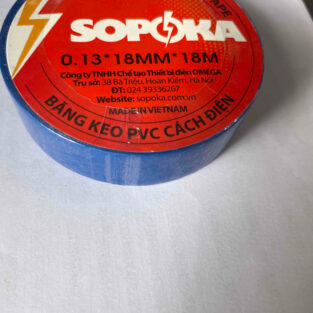 TAPE
SOPOKA
0.13*18MM*18M
Công ty TNHH Chế tạo Thiết bị điện OMEGA
Trụ sở: 38 Bà Triệu, Hoàn Kiếm, Hà Nội
ĐT: 024 39336267
Website: sopoka.com.vn
MADE IN VIETNAM
BĂNG KEO PVC CÁCH ĐIỆN